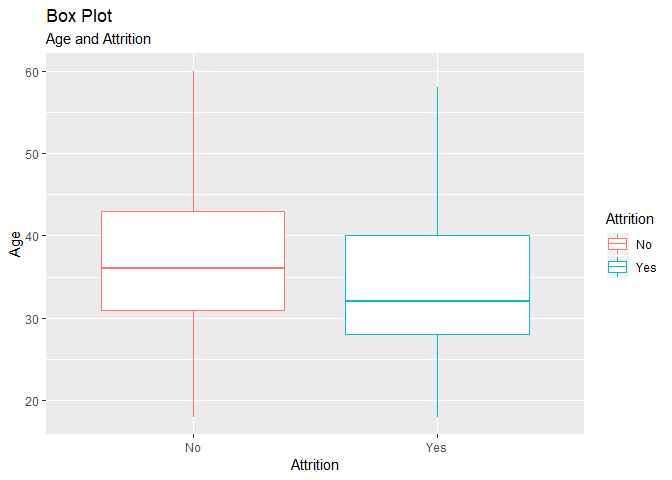 Box Plot
Age and Attrition
60
50
40
30
20
Age
No
Yes
Attrition
Attrition
No
Yes